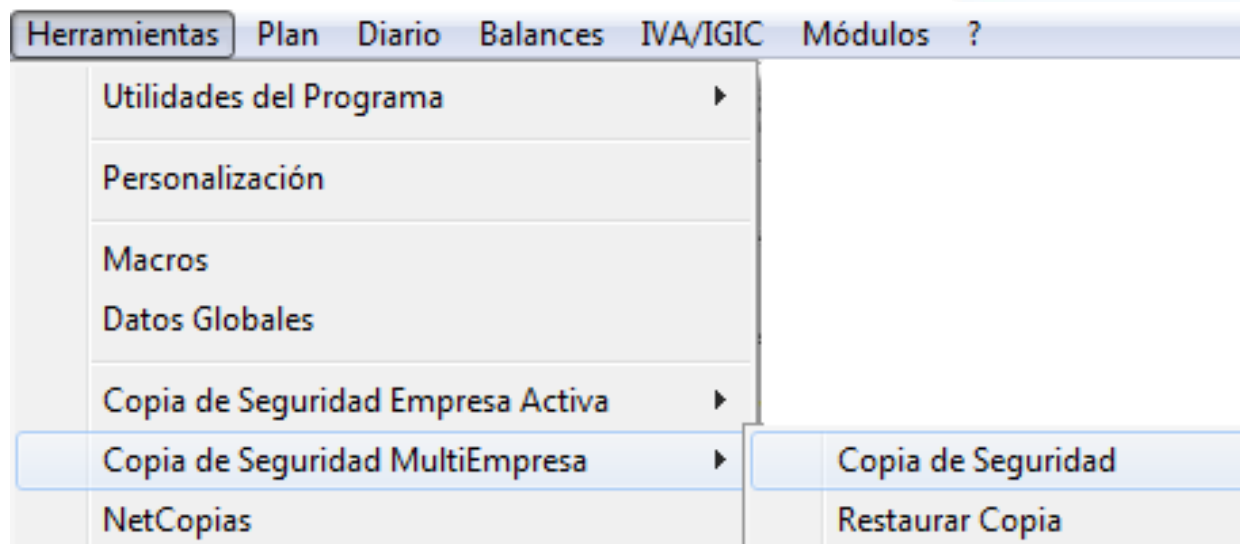 Herramientas Plan Diario Balances IVA/IGIC Módulos ?
Utilidades del Programa
Personalización
Macros
Datos Globales
Copia de Seguridad Empresa Activa
Copia de Seguridad MultiEmpresa Copia de Seguridad
NetCopias Restaurar Copia